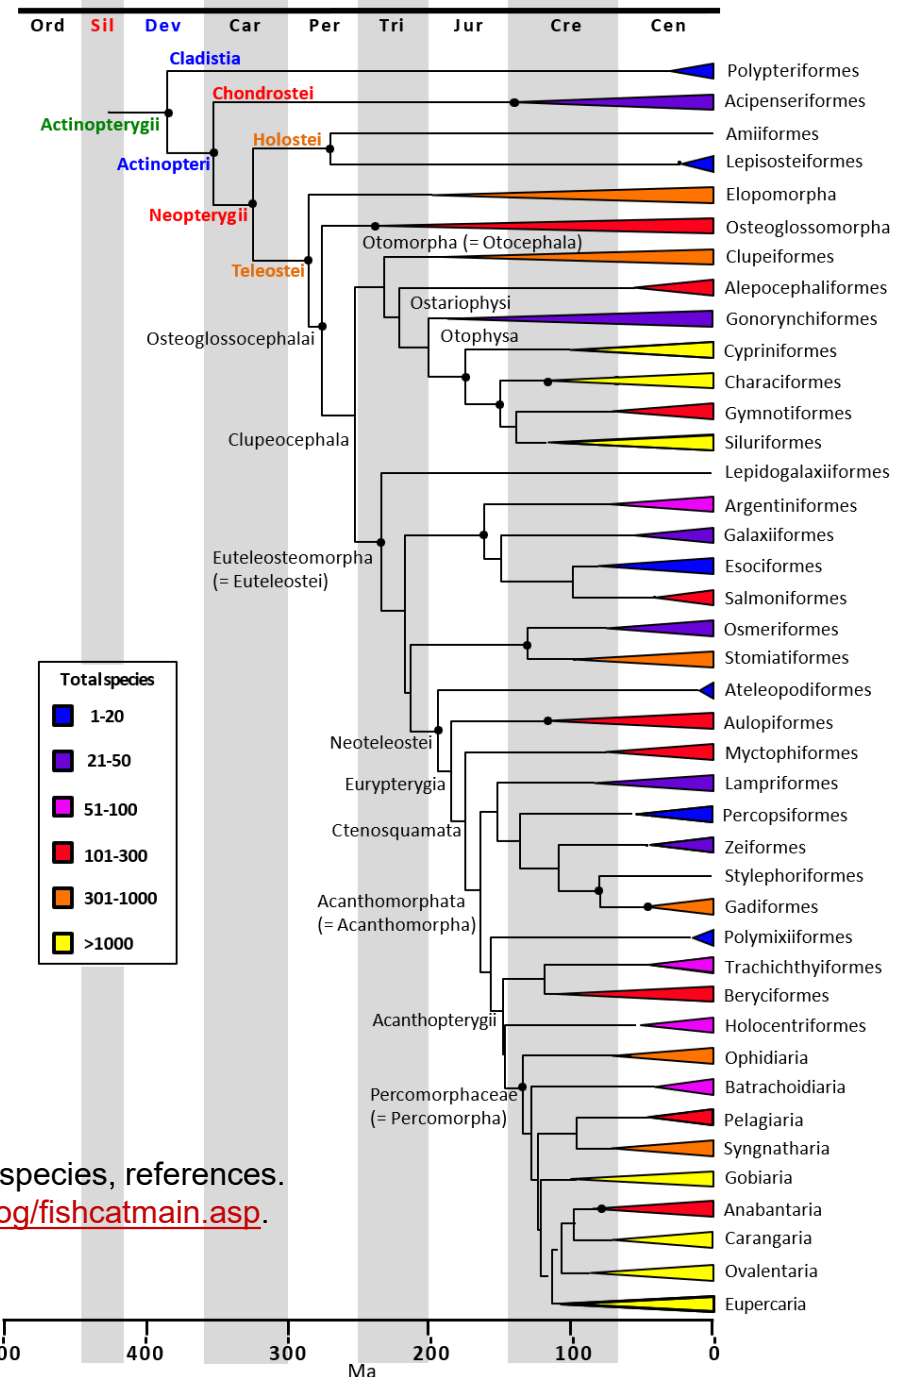 Ord Sil Dev Car Per Tri Jur Cre Cen
Cladistia
Polypteriformes
Chondrostei
Acipenseriformes
Actinopterygii
Holostei
Amiiformes
Actinopteri
Lepisosteiformes
Elopomorpha
Neopterygii
Osteoglossomorpha
Otomorpha (= Otocephala)
Clupeiformes
Teleostei
Alepocephaliformes
Ostariophysi
Gonorynchiformes
Osteoglossocephalai
Otophysa
Cypriniformes
Characiformes
Gymnotiformes
Clupeocephala
Siluriformes
Lepidogalaxiiformes
Argentiniformes
Galaxiiformes
Euteleosteomorpha
(= Euteleostei)
Esociformes
Salmoniformes
Osmeriformes
Stomiatiformes
Ateleopodiformes
Aulopiformes
Neoteleostei
Myctophiformes
Eurypterygia
Lampriformes
Percopsiformes
Ctenosquamata
Zeiformes
Stylephoriformes
Acanthomorphata
(= Acanthomorpha)
Gadiformes
Polymixiiformes
Trachichthyiformes
Beryciformes
Acanthopterygii
Holocentriformes
Ophidiaria
Percomorphaceae
(= Percomorpha)
Batrachoidiaria
Pelagiaria
Syngnatharia
Gobiaria
Anabantaria
Carangaria
Ovalentaria
Eupercaria
Total species
1-20
21-50
51-100
101-300
301-1000
>1000
species, references.
og/fishcatmain.asp.
00 400 300 200 100 0
Ma